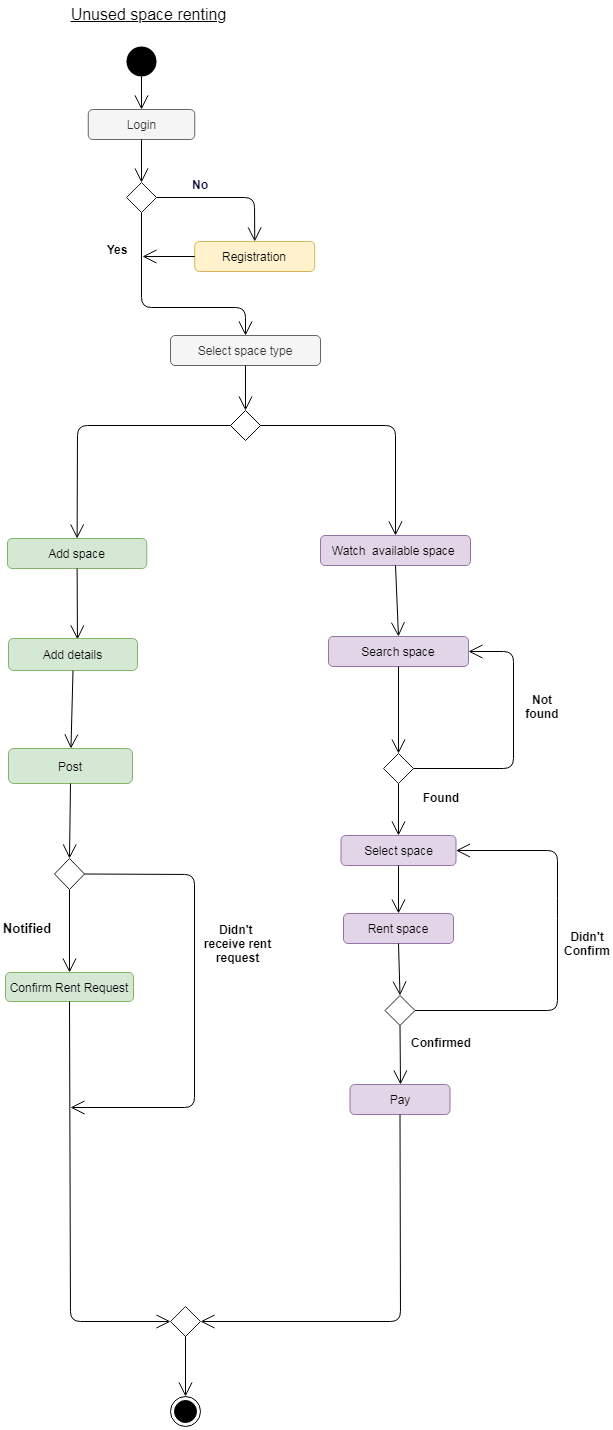 Unused space renting
Login
No
Yes
Registration
Select space type
Add space
Watch available space
Add details
Search space
Not
found
Post
Found
Select space
Notified
Didn't
receive rent
request
Rent space
Didn't
Confirm
Confirm Rent Request
Confirmed
Pay